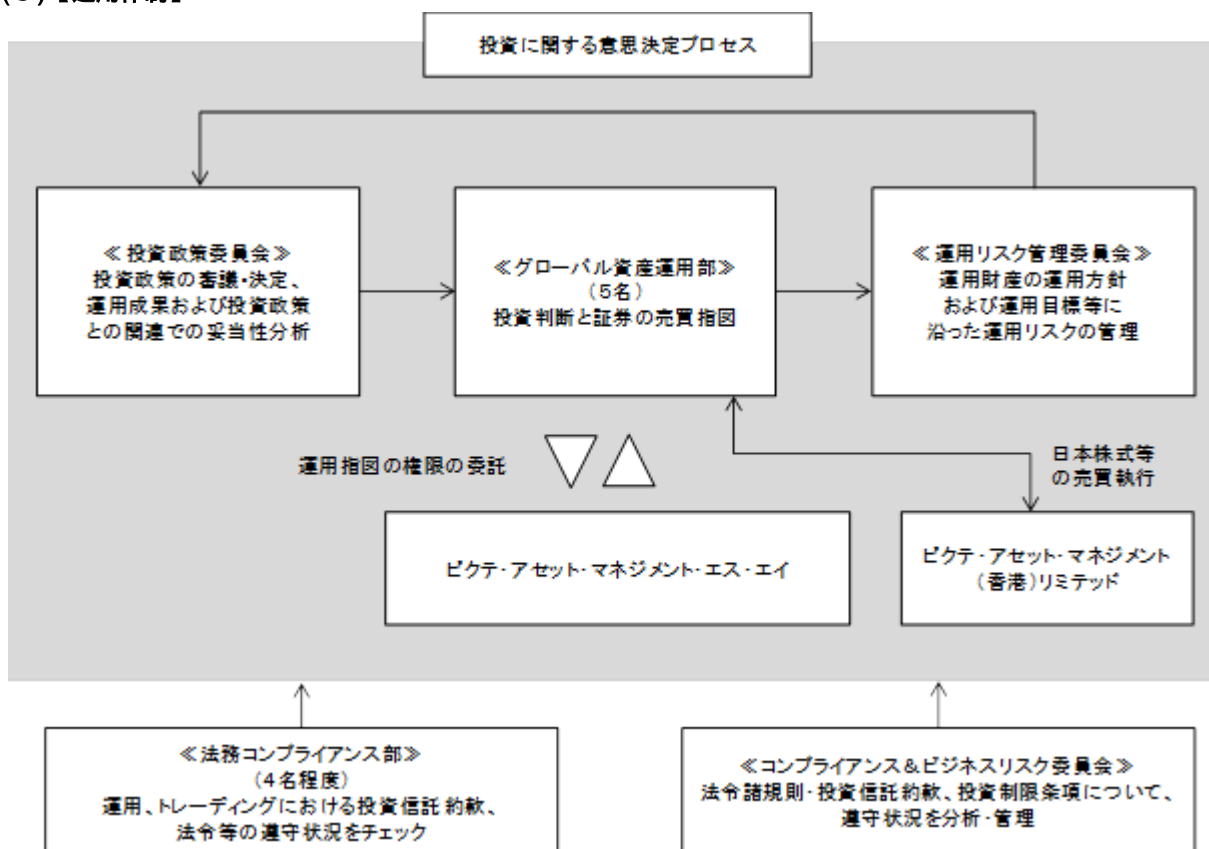 投資に関する意思決定プロセス
≪投資政策委員会≫
投資政策の審議・決定、
運用成果および投資政策
との関連での妥当性分析
≪グローバル資産運用部≫
(5名)
投資判断と証券の売買指図
≪運用リスク管理委員会≫
運用財産の運用方針
および運用目標等に
沿った運用リスクの管理
運用指図の権限の委託
日本株式等
の売買執行
ピクテ・アセット・マネジメント・エス・エイ
ピクテ・アセット・マネジメント
(香港)リミテッド
≪法務コンプライアンス部≫
(4名程度)
運用、トレーディングにおける投資信託約款、
法令等の遵守状況をチェック
≪コンプライアンス&ビジネスリスク委員会≫
法令諸規則・投資信託約款、投資制限条項について、
遵守状況を分析・管理